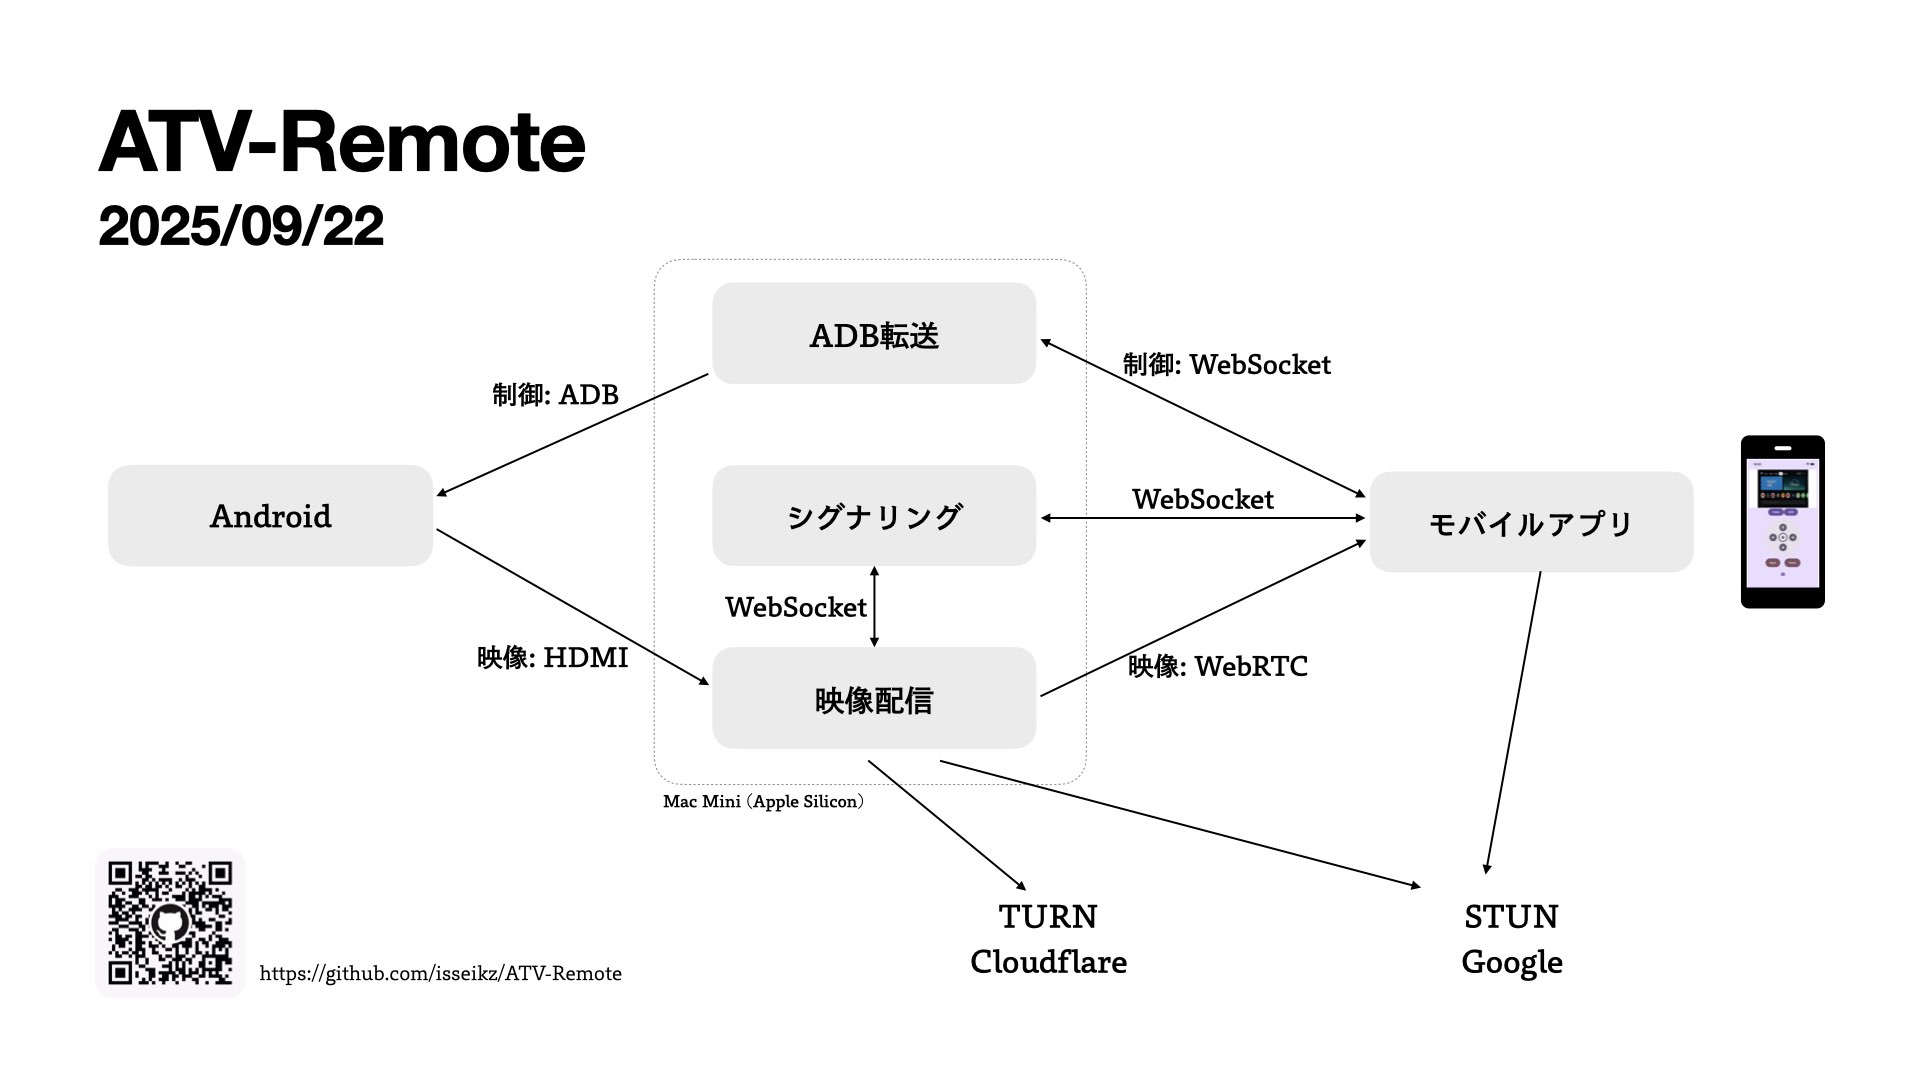 ATV-Remote
2025/09/22
ADB転送
制御: ADB
制御: WebSocket
Android
シグナリング
WebSocket
モバイルアプリ
WebSocket
映像: HDMI
映像: WebRTC
映像配信
Mac Mini（Apple Silicon）
TURN
Cloudflare
STUN
Google
https://github.com/isseikz/ATV-Remote